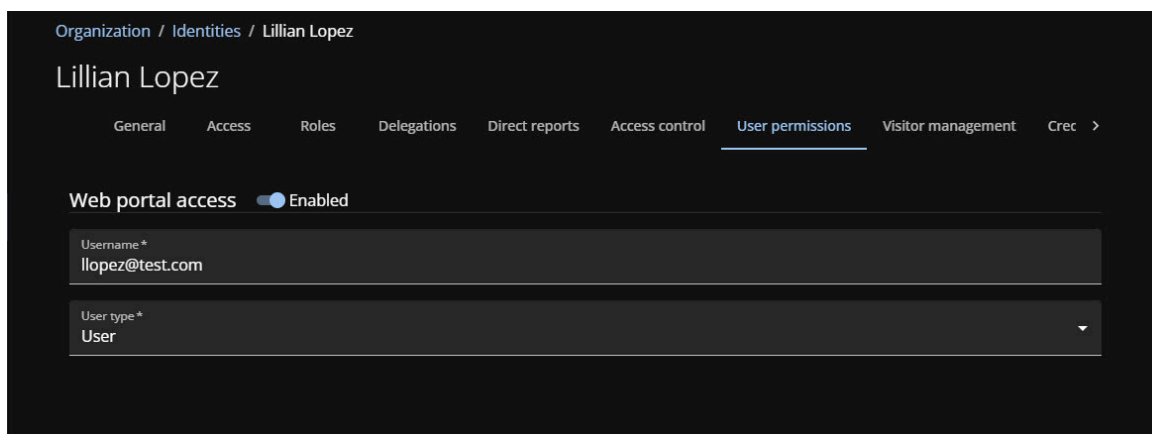 Organization / Identities / Lillian Lopez
Lillian Lopez
General Access Roles Delegations Direct reports Access control User permissions Visitor management Crec >
Web portal access Enabled
Username*
llopez@test.com
User type*
User